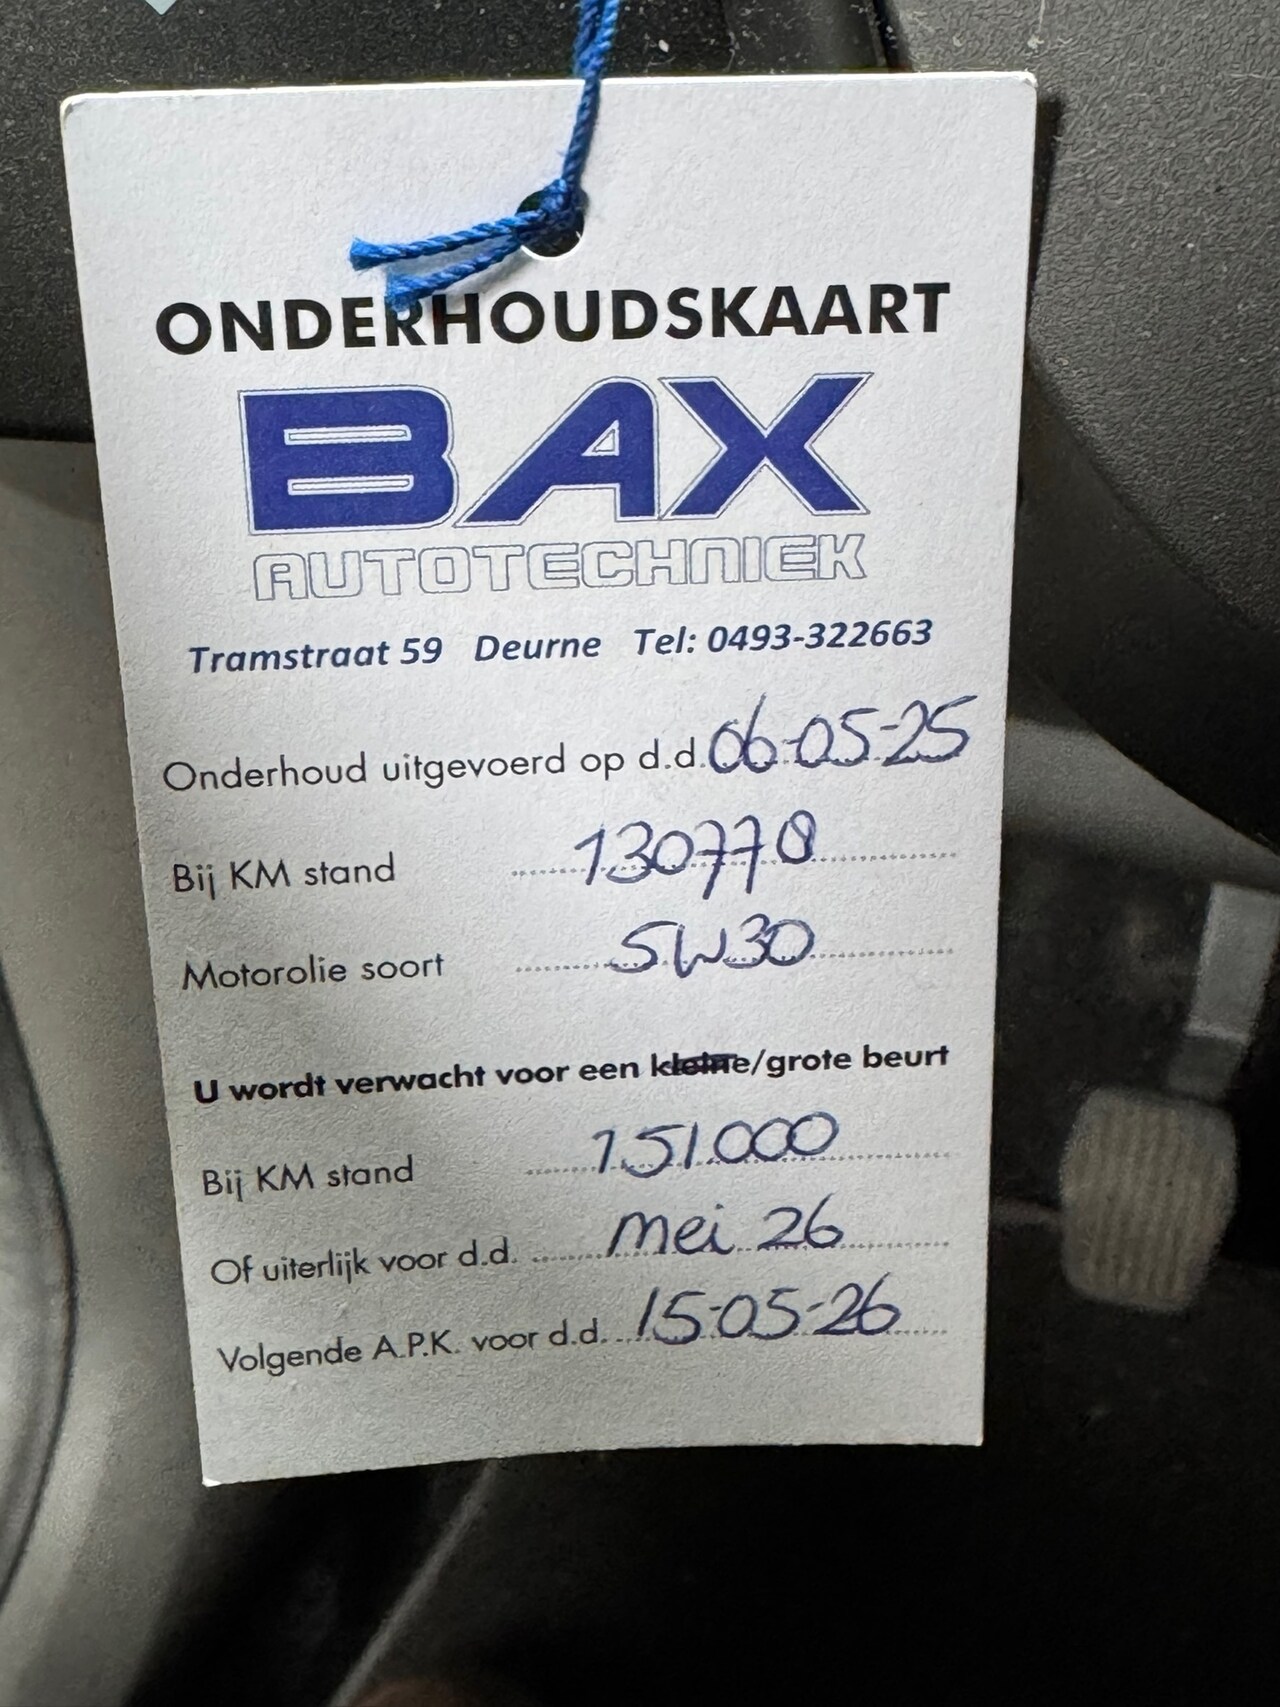 ONDERHOUDSKAART
BAX
AUTOTECHNIEK
Tramstraat 59 Deurne Tel: 0493-322663
Onderhoud uitgevoerd op d.d. 06-05-25
Bij KM stand 130778
Motorolie soort 5W30
U wordt verwacht voor een kleine/grote beurt
Bij KM stand 151.000
Of uiterlijk voor d.d. mei 26
Volgende A.P.K. voor d.d. 15-05-26